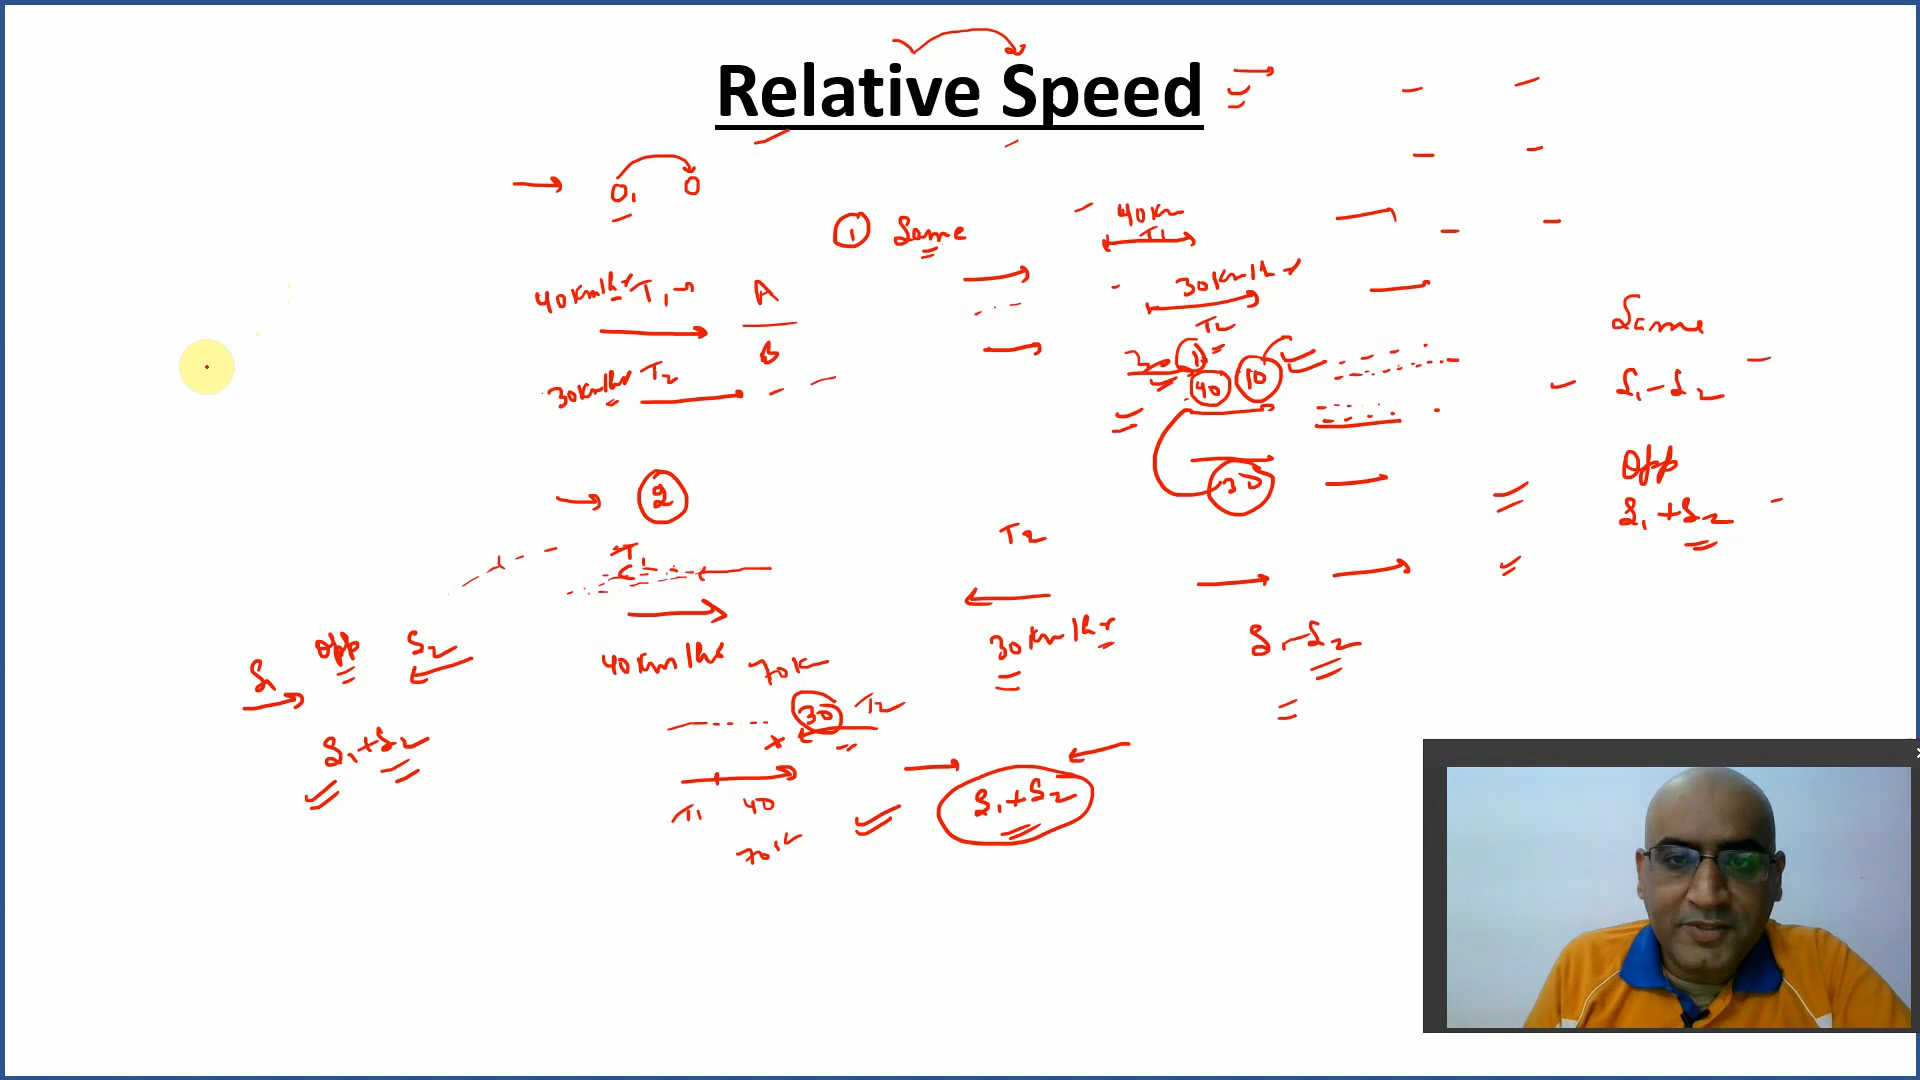 Relative Speed
O₁ O
① Same
40Km
T₁
40Km/hr T₁ → A
B
30Km/hr
T₂
30Km/hr T₂
1
40 10
30
Same
S₁-S₂
Opp
S₁+S₂
→ ②
T₁
T₂
40Km/hr
30Km/hr
S₁-S₂
S₁ Opp S₂
S₁+S₂
70K
30 T₂
T₁ 40
70K
S₁+S₂